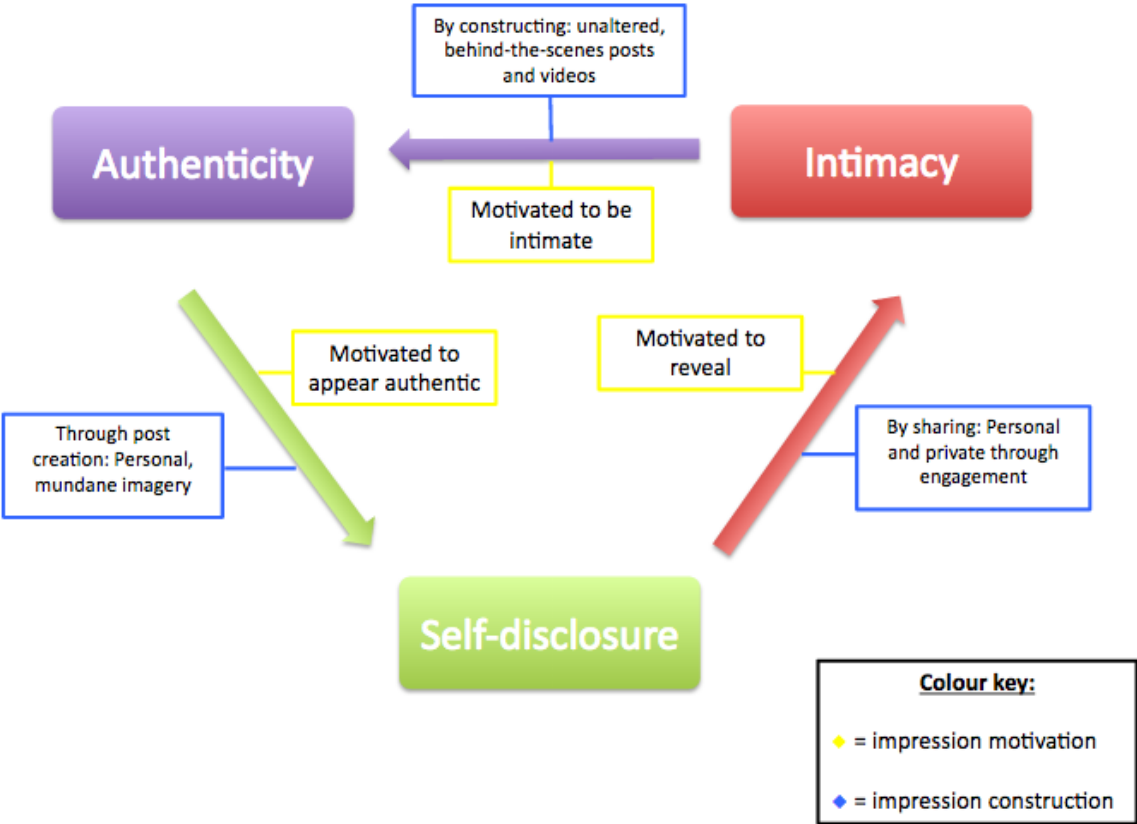 By constructing: unaltered,
behind-the-scenes posts
and videos
Authenticity
Intimacy
Motivated to be
intimate
Motivated to
appear authentic
Motivated to
reveal
Through post
creation: Personal,
mundane imagery
By sharing: Personal
and private through
engagement
Self-disclosure
Colour key:
= impression motivation
= impression construction